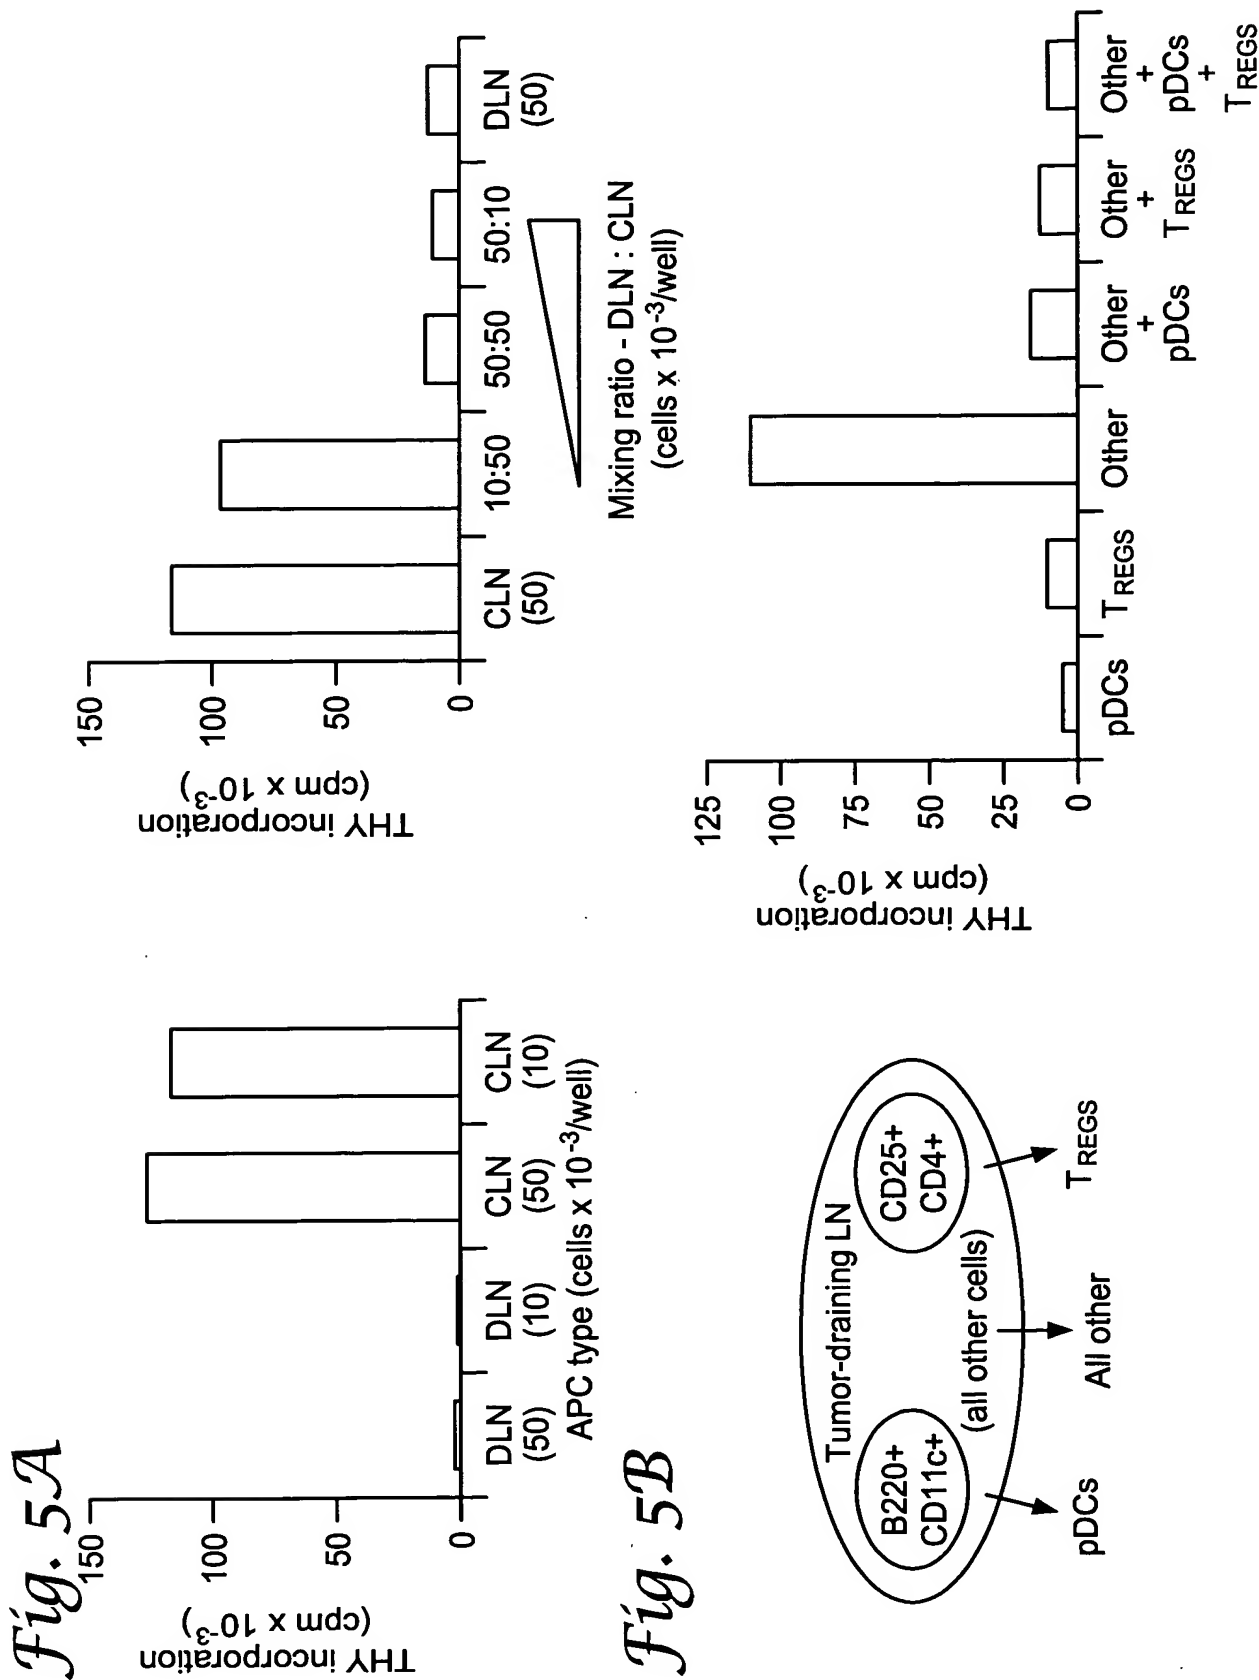 Fig. 5A
THY incorporation
(cpm x 10-3)
150
100
50
0
DLN
(50)
DLN
(10)
CLN
(50)
CLN
(10)
APC type (cells x 10-3/well)
THY incorporation
(cpm x 10-3)
150
100
50
0
CLN
(50)
10:50
50:50
50:10
DLN
(50)
Mixing ratio - DLN : CLN
(cells x 10-3/well)
Fig. 5B
Tumor-draining LN
B220+
CD11c+
CD25+
CD4+
(all other cells)
pDCs
All other
TREGS
THY incorporation
(cpm x 10-3)
125
100
75
50
25
0
pDCs
TREGS
Other
Other
+
pDCs
Other
+
TREGS
Other
+
pDCs
+
TREGS